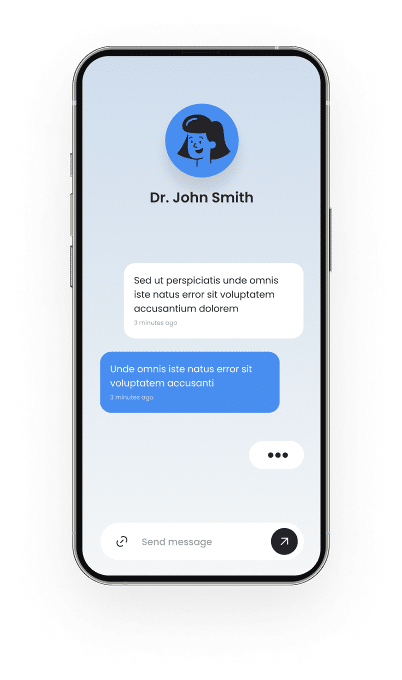 Dr. John Smith
Sed ut perspiciatis unde omnis
iste natus error sit voluptatem
accusantium dolorem
3 minutes ago
Unde omnis iste natus error sit
voluptatem accusanti
3 minutes ago
Send message